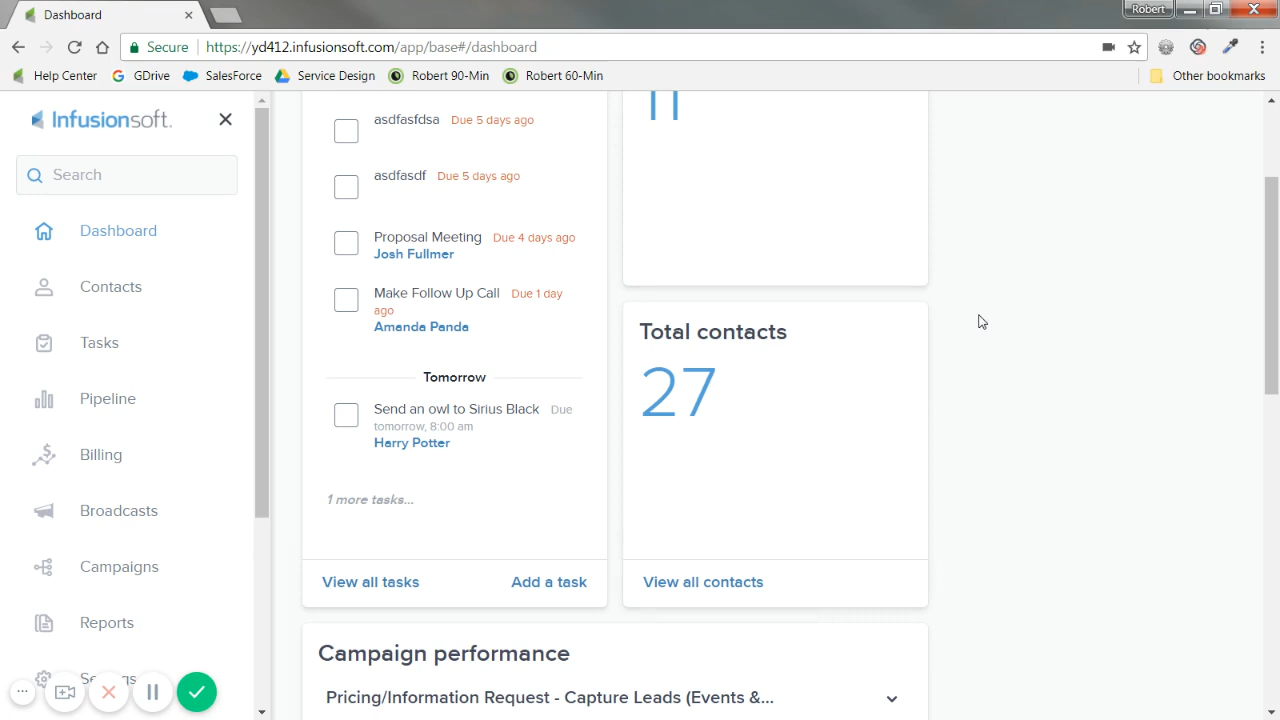 Dashboard
Robert
Secure
https://yd412.infusionsoft.com/app/base#/dashboard
Help Center
GDrive
SalesForce
Service Design
Robert 90-Min
Robert 60-Min
Other bookmarks
Infusionsoft.
Search
Dashboard
Contacts
Tasks
Pipeline
Billing
Broadcasts
Campaigns
Reports
Settings
asdfasfdsa Due 5 days ago
asdfasdf Due 5 days ago
Proposal Meeting Due 4 days ago
Josh Fullmer
Make Follow Up Call Due 1 day
ago
Amanda Panda
Tomorrow
Send an owl to Sirius Black Due
tomorrow, 8:00 am
Harry Potter
1 more tasks...
View all tasks
Add a task
11
Total contacts
27
View all contacts
Campaign performance
Pricing/Information Request - Capture Leads (Events &...